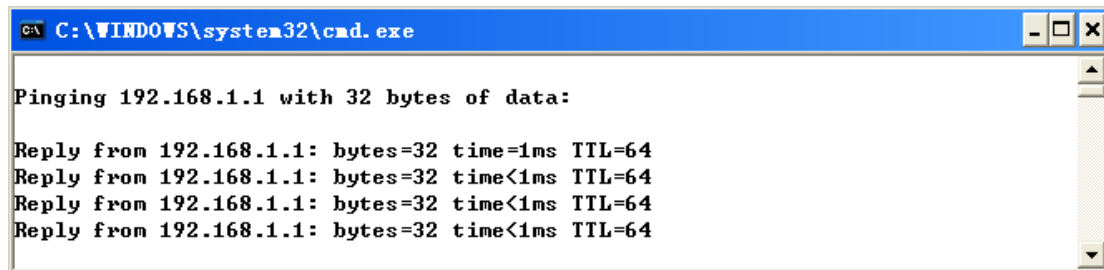 C:\WINDOWS\system32\cmd.exe
Pinging 192.168.1.1 with 32 bytes of data:
Reply from 192.168.1.1: bytes=32 time=1ms TTL=64
Reply from 192.168.1.1: bytes=32 time<1ms TTL=64
Reply from 192.168.1.1: bytes=32 time<1ms TTL=64
Reply from 192.168.1.1: bytes=32 time<1ms TTL=64